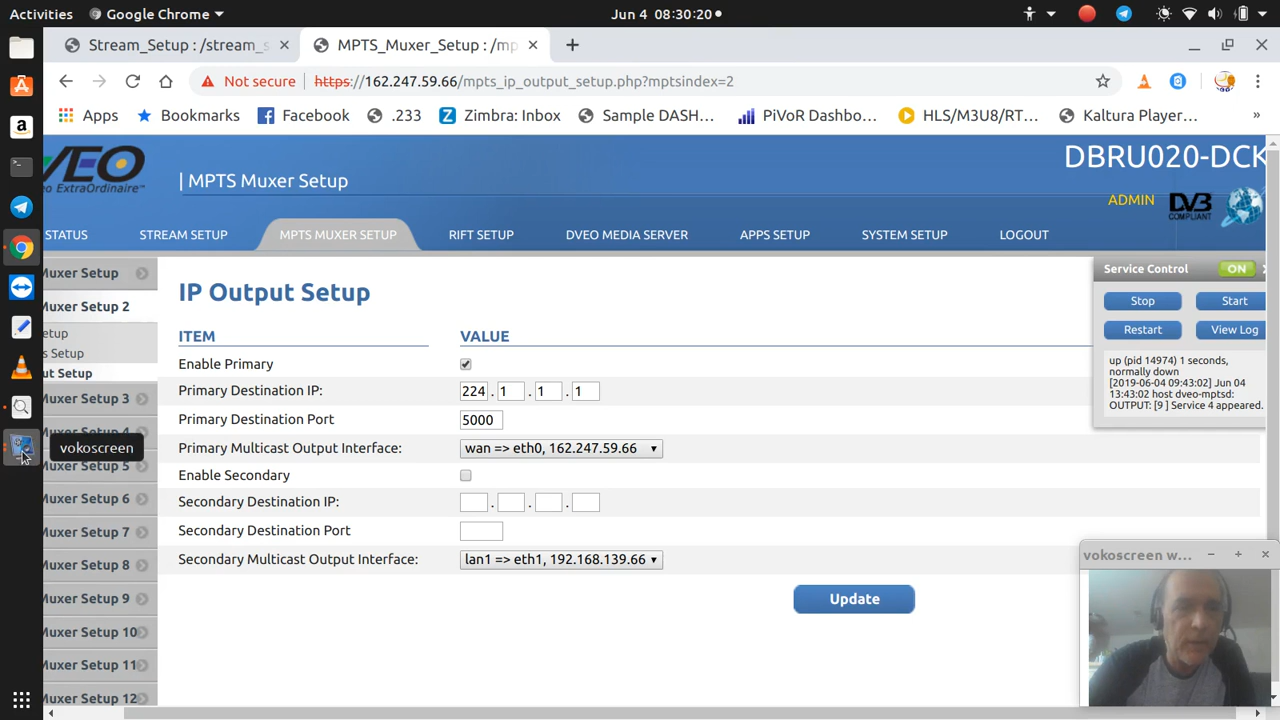 Activities Google Chrome Jun 4 08:30:20
Stream_Setup : /stream_s MPTS_Muxer_Setup : /mp
Not secure https://162.247.59.66/mpts_ip_output_setup.php?mptsindex=2
Apps Bookmarks Facebook .233 Zimbra: Inbox Sample DASH... PiVoR Dashbo... HLS/M3U8/RT... Kaltura Player... »
VEO
eo ExtraOrdinaire™
| MPTS Muxer Setup
DBRU020-DCK
ADMIN
DVB
COMPLIANT
STATUS STREAM SETUP MPTS MUXER SETUP RIFT SETUP DVEO MEDIA SERVER APPS SETUP SYSTEM SETUP LOGOUT
Muxer Setup
Muxer Setup 2
etup
s Setup
ut Setup
Muxer Setup 3
Muxer Setup 4
vokoscreen
Muxer Setup 5
Muxer Setup 6
Muxer Setup 7
Muxer Setup 8
Muxer Setup 9
Muxer Setup 10
Muxer Setup 11
Muxer Setup 12
IP Output Setup
ITEM VALUE
Enable Primary
Primary Destination IP: 224 . 1 . 1 . 1
Primary Destination Port 5000
Primary Multicast Output Interface: wan => eth0, 162.247.59.66
Enable Secondary
Secondary Destination IP: . . .
Secondary Destination Port
Secondary Multicast Output Interface: lan1 => eth1, 192.168.139.66
Update
Service Control ON
Stop Start
Restart View Log
up (pid 14974) 1 seconds,
normally down
[2019-06-04 09:43:02] Jun 04
13:43:02 host dveo-mptsd:
OUTPUT: [9 ] Service 4 appeared.
vokoscreen w...